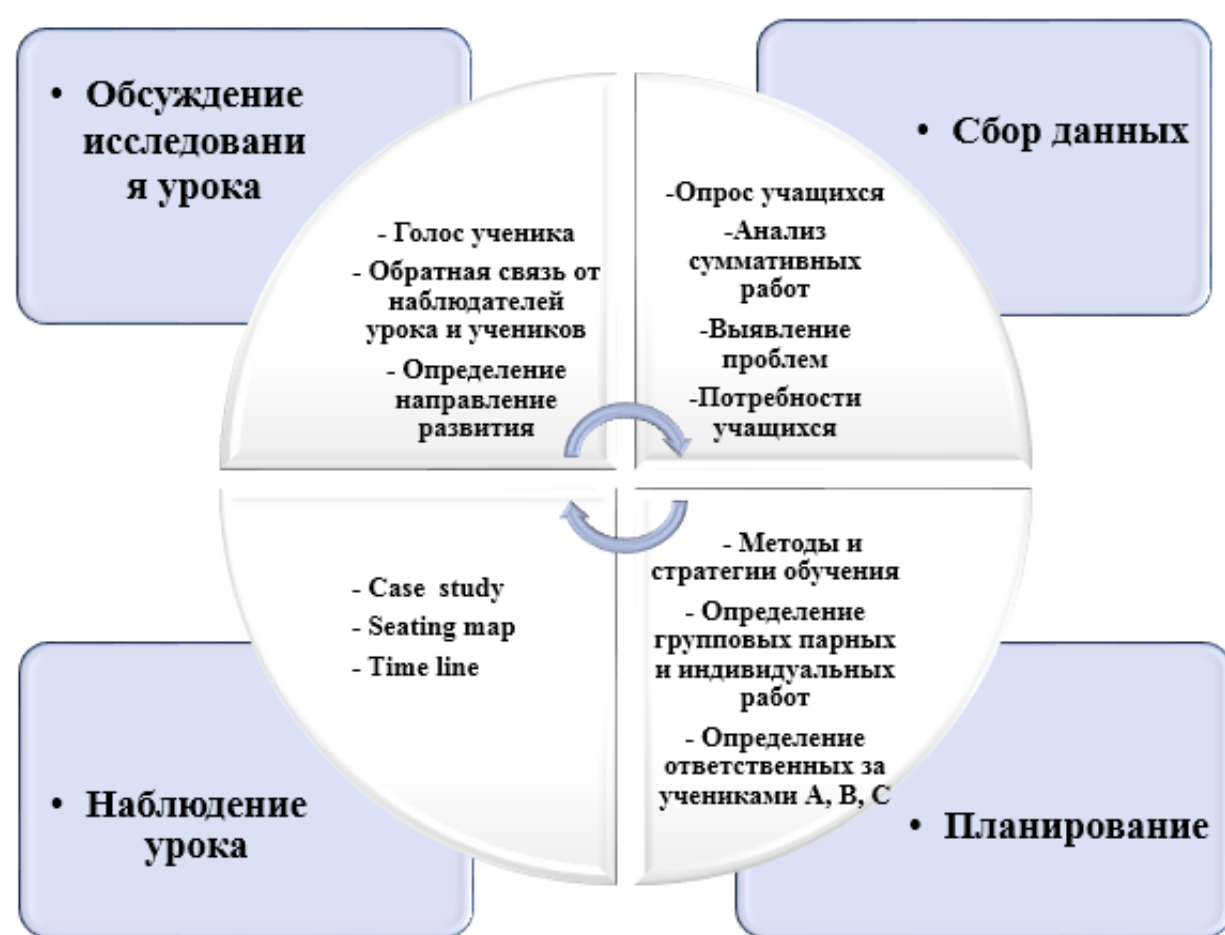 • Обсуждение
исследовани
я урока
- Голос ученика
- Обратная связь от
наблюдателей
урока и учеников
- Определение
направление
развития
• Сбор данных
-Опрос учащихся
-Анализ
суммативных
работ
-Выявление
проблем
-Потребности
учащихся
- Case study
- Seating map
- Time line
• Наблюдение
урока
- Методы и
стратегии обучения
- Определение
групповых парных
и индивидуальных
работ
- Определение
ответственных за
учениками А, В, С
• Планирование